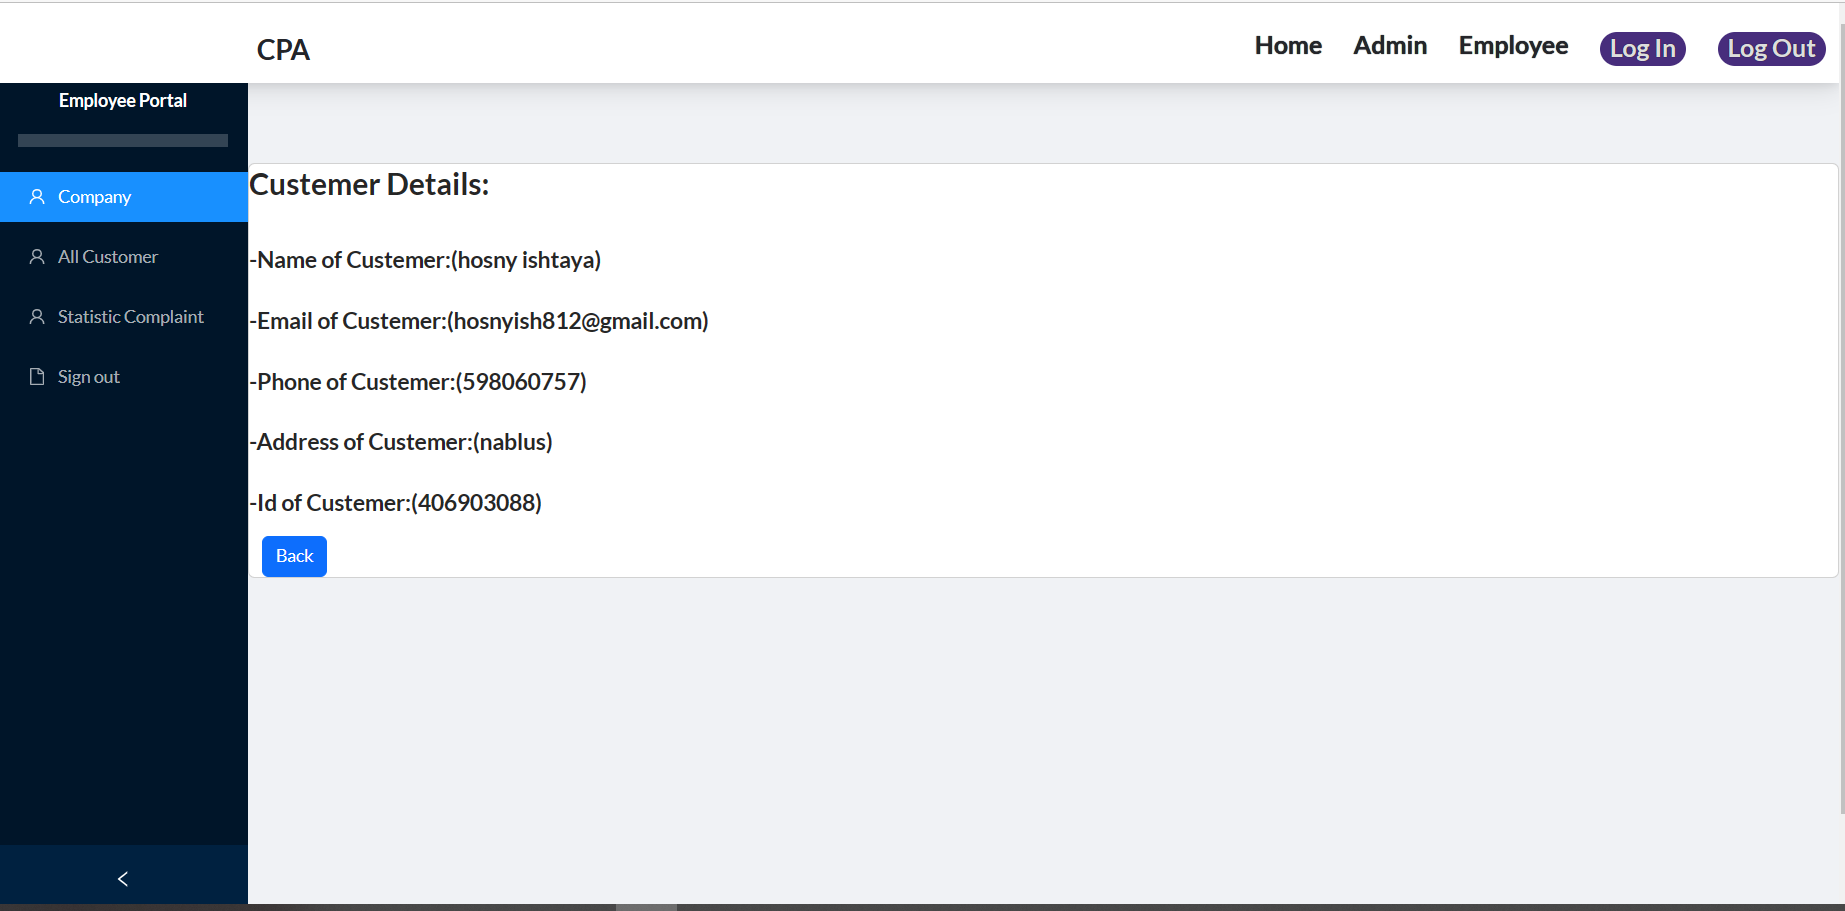 CPA
Home Admin Employee Log In Log Out
Employee Portal
Company
All Customer
Statistic Complaint
Sign out
Custemer Details:
-Name of Custemer:(hosny ishtaya)
-Email of Custemer:(hosnyish812@gmail.com)
-Phone of Custemer:(598060757)
-Address of Custemer:(nablus)
-Id of Custemer:(406903088)
Back